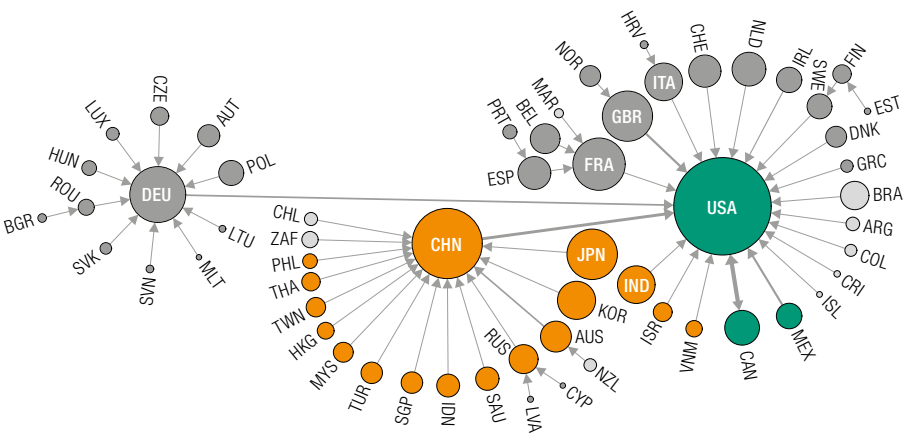 HRV
CHE
NLD
IRL
FIN
SWE
NOR
ITA
EST
CZE
AUT
LUX
MAR
GBR
BEL
PRT
DNK
HUN
POL
FRA
GRC
ESP
ROU
DEU
BRA
USA
BGR
CHL
ARG
LTU
ZAF
CHN
JPN
COL
SVK
PHL
MLT
SVN
THA
IND
CRI
TWN
KOR
ISL
HKG
RUS
AUS
ISR
VNM
MEX
MYS
CAN
NZL
TUR
SGP
IDN
SAU
LVA
CYP